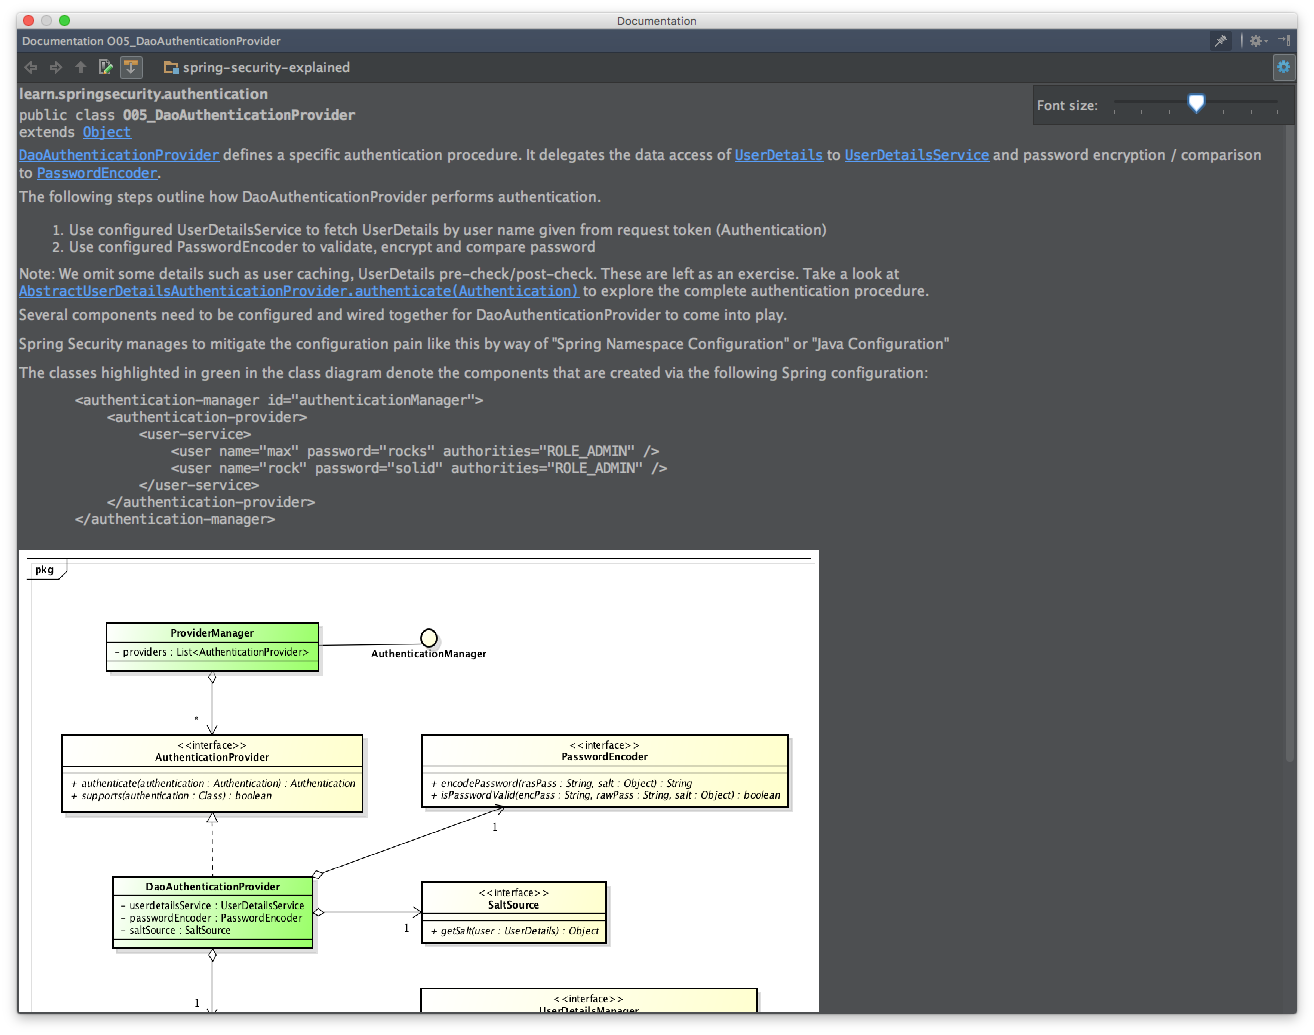 Documentation
Documentation O05_DaoAuthenticationProvider
spring-security-explained
Font size:
learn.springsecurity.authentication
public class O05_DaoAuthenticationProvider
extends Object
DaoAuthenticationProvider defines a specific authentication procedure. It delegates the data access of UserDetails to UserDetailsService and password encryption / comparison
to PasswordEncoder.
The following steps outline how DaoAuthenticationProvider performs authentication.
1. Use configured UserDetailsService to fetch UserDetails by user name given from request token (Authentication)
2. Use configured PasswordEncoder to validate, encrypt and compare password
Note: We omit some details such as user caching, UserDetails pre-check/post-check. These are left as an exercise. Take a look at
AbstractUserDetailsAuthenticationProvider.authenticate(Authentication) to explore the complete authentication procedure.
Several components need to be configured and wired together for DaoAuthenticationProvider to come into play.
Spring Security manages to mitigate the configuration pain like this by way of "Spring Namespace Configuration" or "Java Configuration"
The classes highlighted in green in the class diagram denote the components that are created via the following Spring configuration:
<authentication-manager id="authenticationManager">
<authentication-provider>
<user-service>
<user name="max" password="rocks" authorities="ROLE_ADMIN" />
<user name="rock" password="solid" authorities="ROLE_ADMIN" />
</user-service>
</authentication-provider>
</authentication-manager>
pkg
ProviderManager
- providers : List<AuthenticationProvider>
AuthenticationManager
*
<<interface>>
AuthenticationProvider
+ authenticate(authentication : Authentication) : Authentication
+ supports(authentication : Class) : boolean
<<interface>>
PasswordEncoder
+ encodePassword(rasPass : String, salt : Object) : String
+ isPasswordValid(encPass : String, rawPass : String, salt : Object) : boolean
1
DaoAuthenticationProvider
- userdetailsService : UserDetailsService
- passwordEncoder : PasswordEncoder
- saltSource : SaltSource
<<interface>>
SaltSource
+ getSalt(user : UserDetails) : Object
1
1
<<interface>>
UserDetailsManager